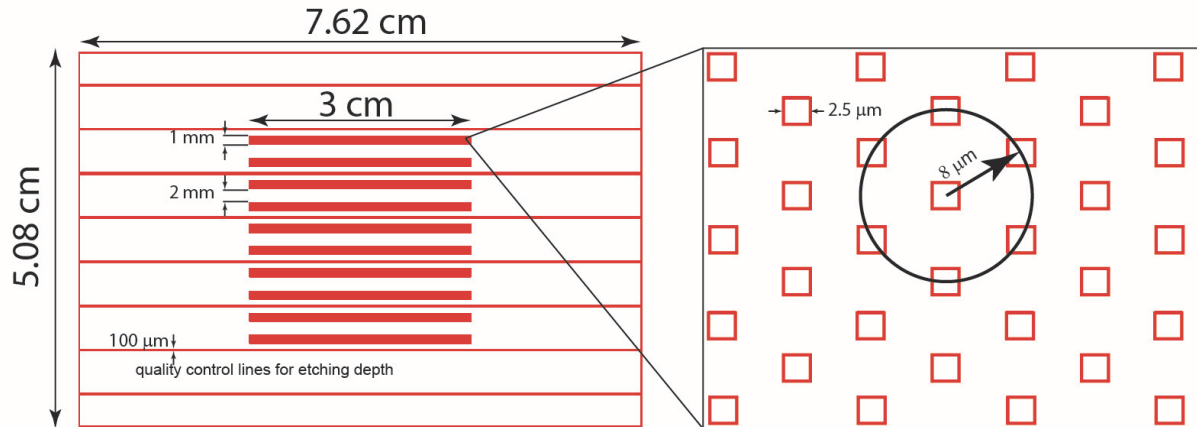 7.62 cm
3 cm
1 mm
2 mm
5.08 cm
100 µm
quality control lines for etching depth
2.5 µm
8 µm